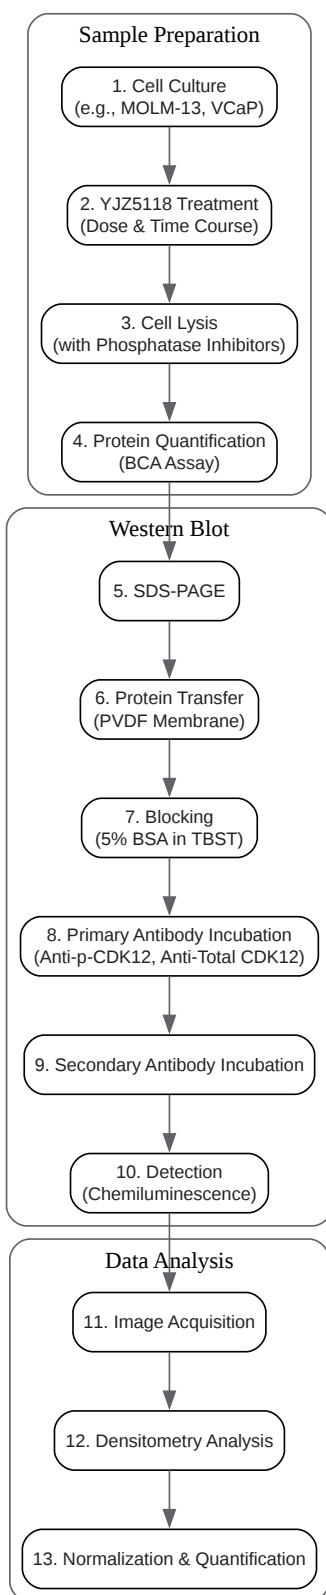 Sample Preparation
1. Cell Culture
(e.g., MOLM-13, VCaP)
2. YJZ5118 Treatment
(Dose & Time Course)
3. Cell Lysis
(with Phosphatase Inhibitors)
4. Protein Quantification
(BCA Assay)
Western Blot
5. SDS-PAGE
6. Protein Transfer
(PVDF Membrane)
7. Blocking
(5% BSA in TBST)
8. Primary Antibody Incubation
(Anti-p-CDK12, Anti-Total CDK12)
9. Secondary Antibody Incubation
10. Detection
(Chemiluminescence)
Data Analysis
11. Image Acquisition
12. Densitometry Analysis
13. Normalization & Quantification